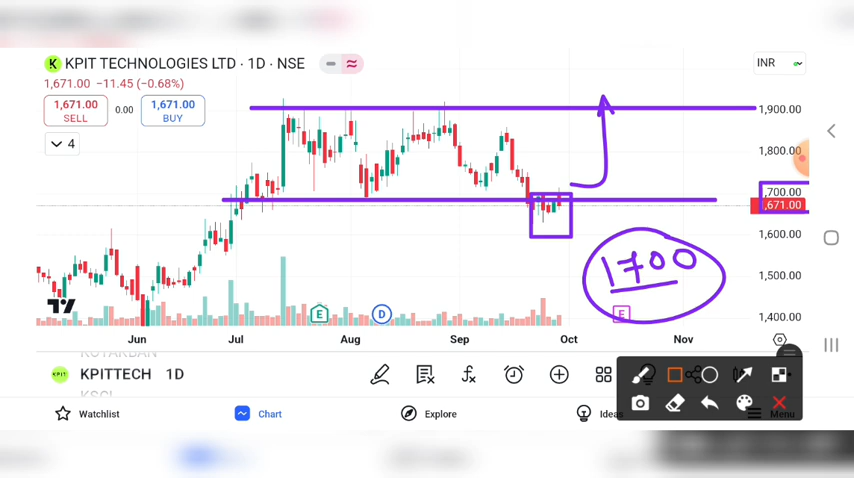 KPIT TECHNOLOGIES LTD · 1D · NSE
INR
1,671.00 −11.45 (−0.68%)
1,671.00
SELL
0.00
1,671.00
BUY
4
1,900.00
1,800.00
1,700.00
1,671.00
1,600.00
1,500.00
1,400.00
1700
E
D
E
Jun
Jul
Aug
Sep
Oct
Nov
KPITTECH 1D
Watchlist
Chart
Explore
Ideas
Menu